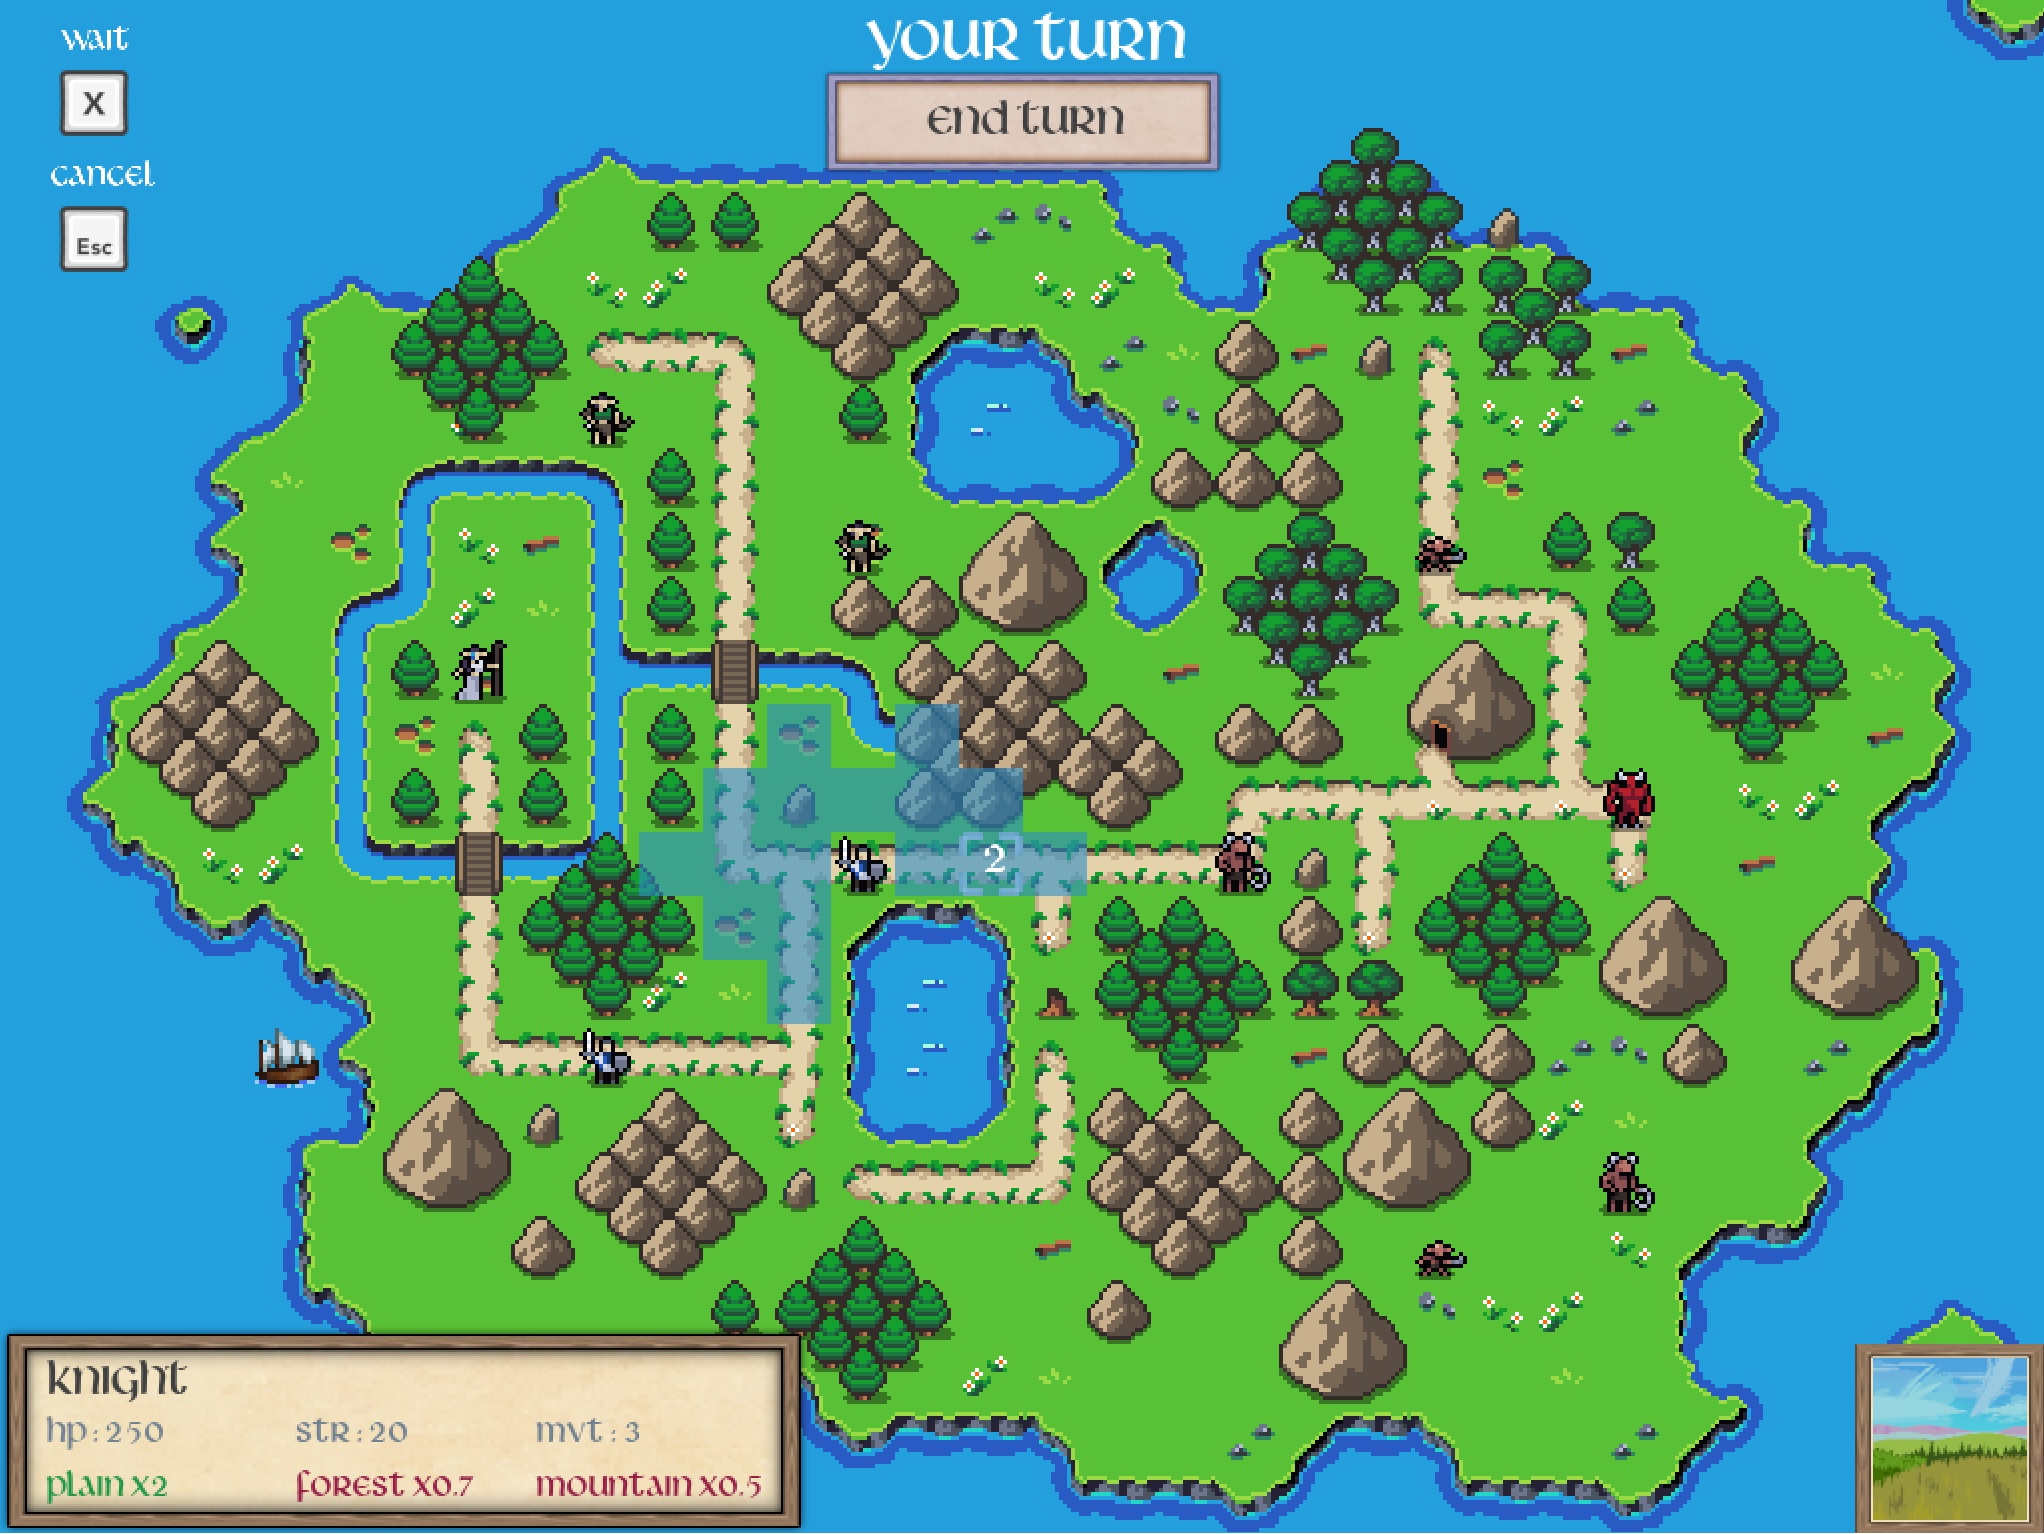 wait
X
cancel
Esc
your turn
end turn
2
knight
hp:250 str:20 mvt:3
plain x2 forest x0.7 mountain x0.5